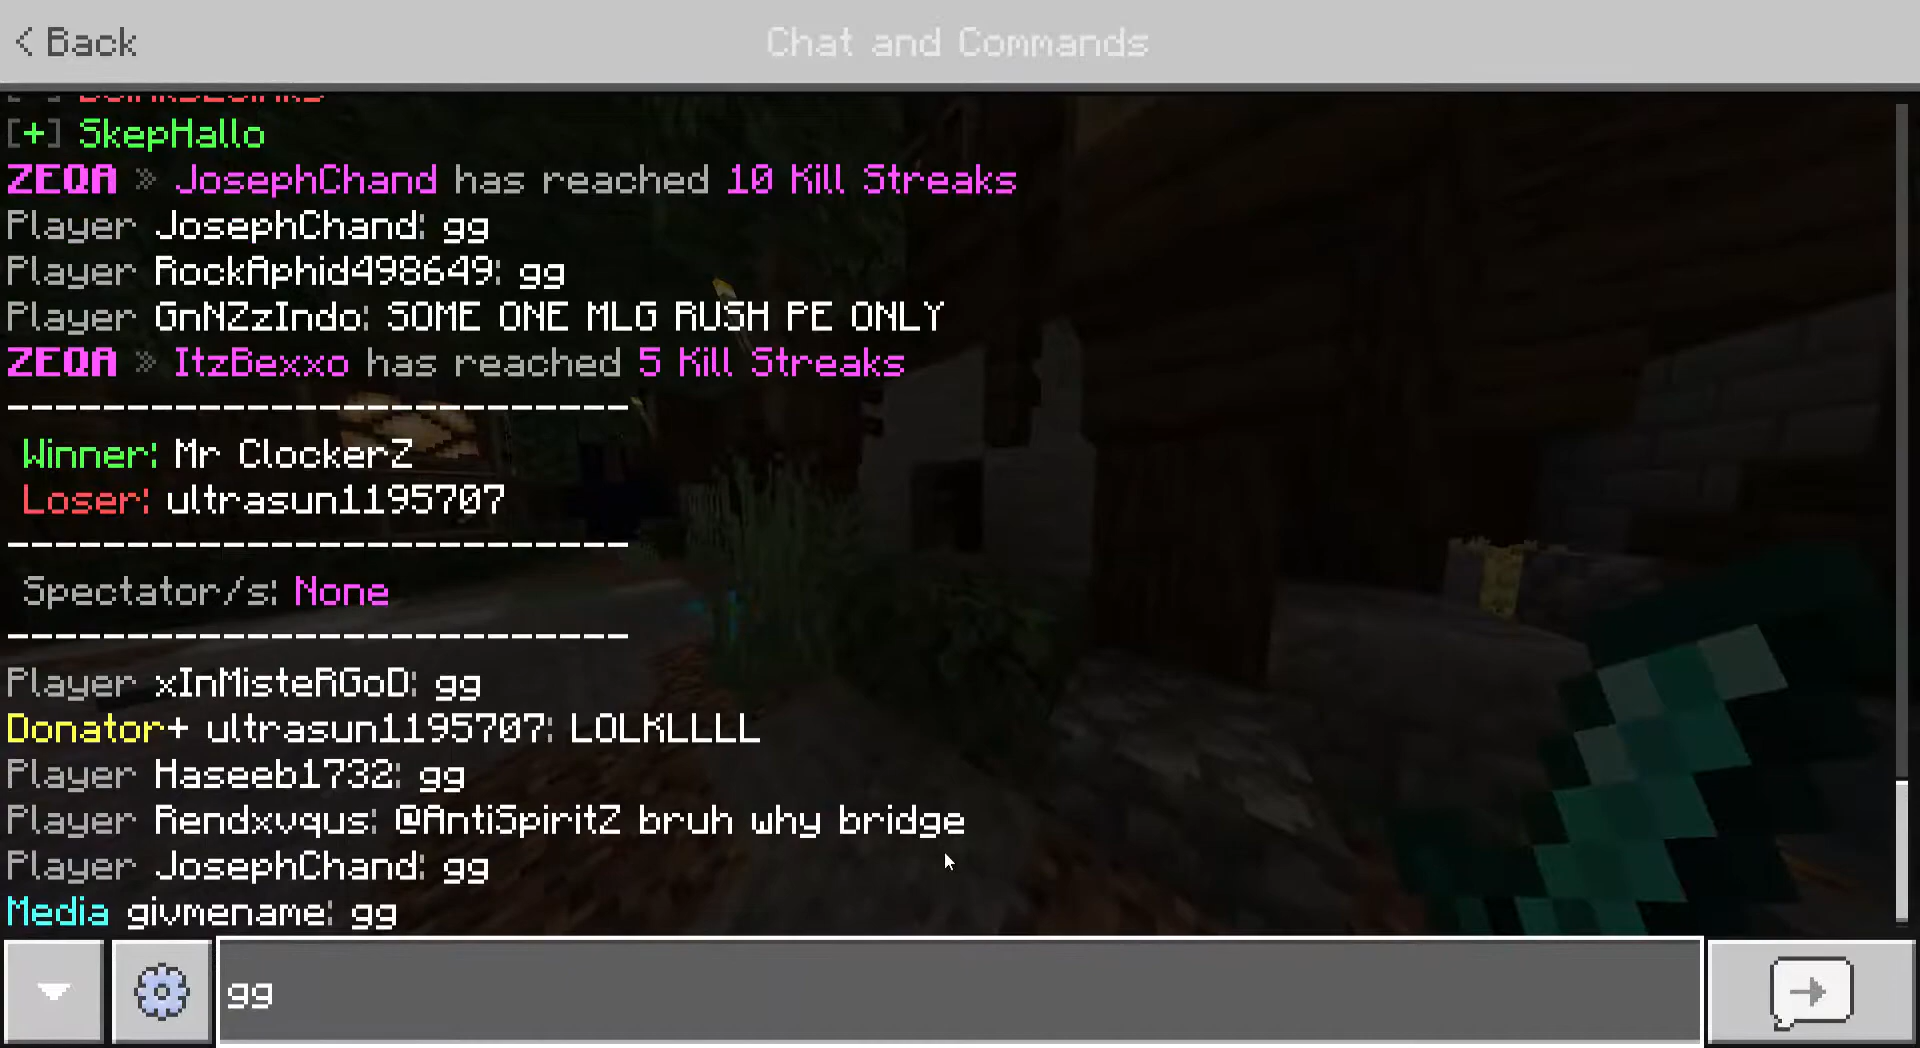 < Back
Chat and Commands
[+] SkepHallo
ZEQA » JosephChand has reached 10 Kill Streaks
Player JosephChand: gg
Player RockAphid498649: gg
Player GnNZzIndo: SOME ONE MLG RUSH PE ONLY
ZEQA » ItzBexxo has reached 5 Kill Streaks
--------------------------
Winner: Mr ClockerZ
Loser: ultrasun1195707
--------------------------
Spectator/s: None
--------------------------
Player xInMisteRGoD: gg
Donator+ ultrasun1195707: LOLKLLLL
Player Haseeb1732: gg
Player Rendxvqus: @AntiSpiritZ bruh why bridge
Player JosephChand: gg
Media givmename: gg
gg